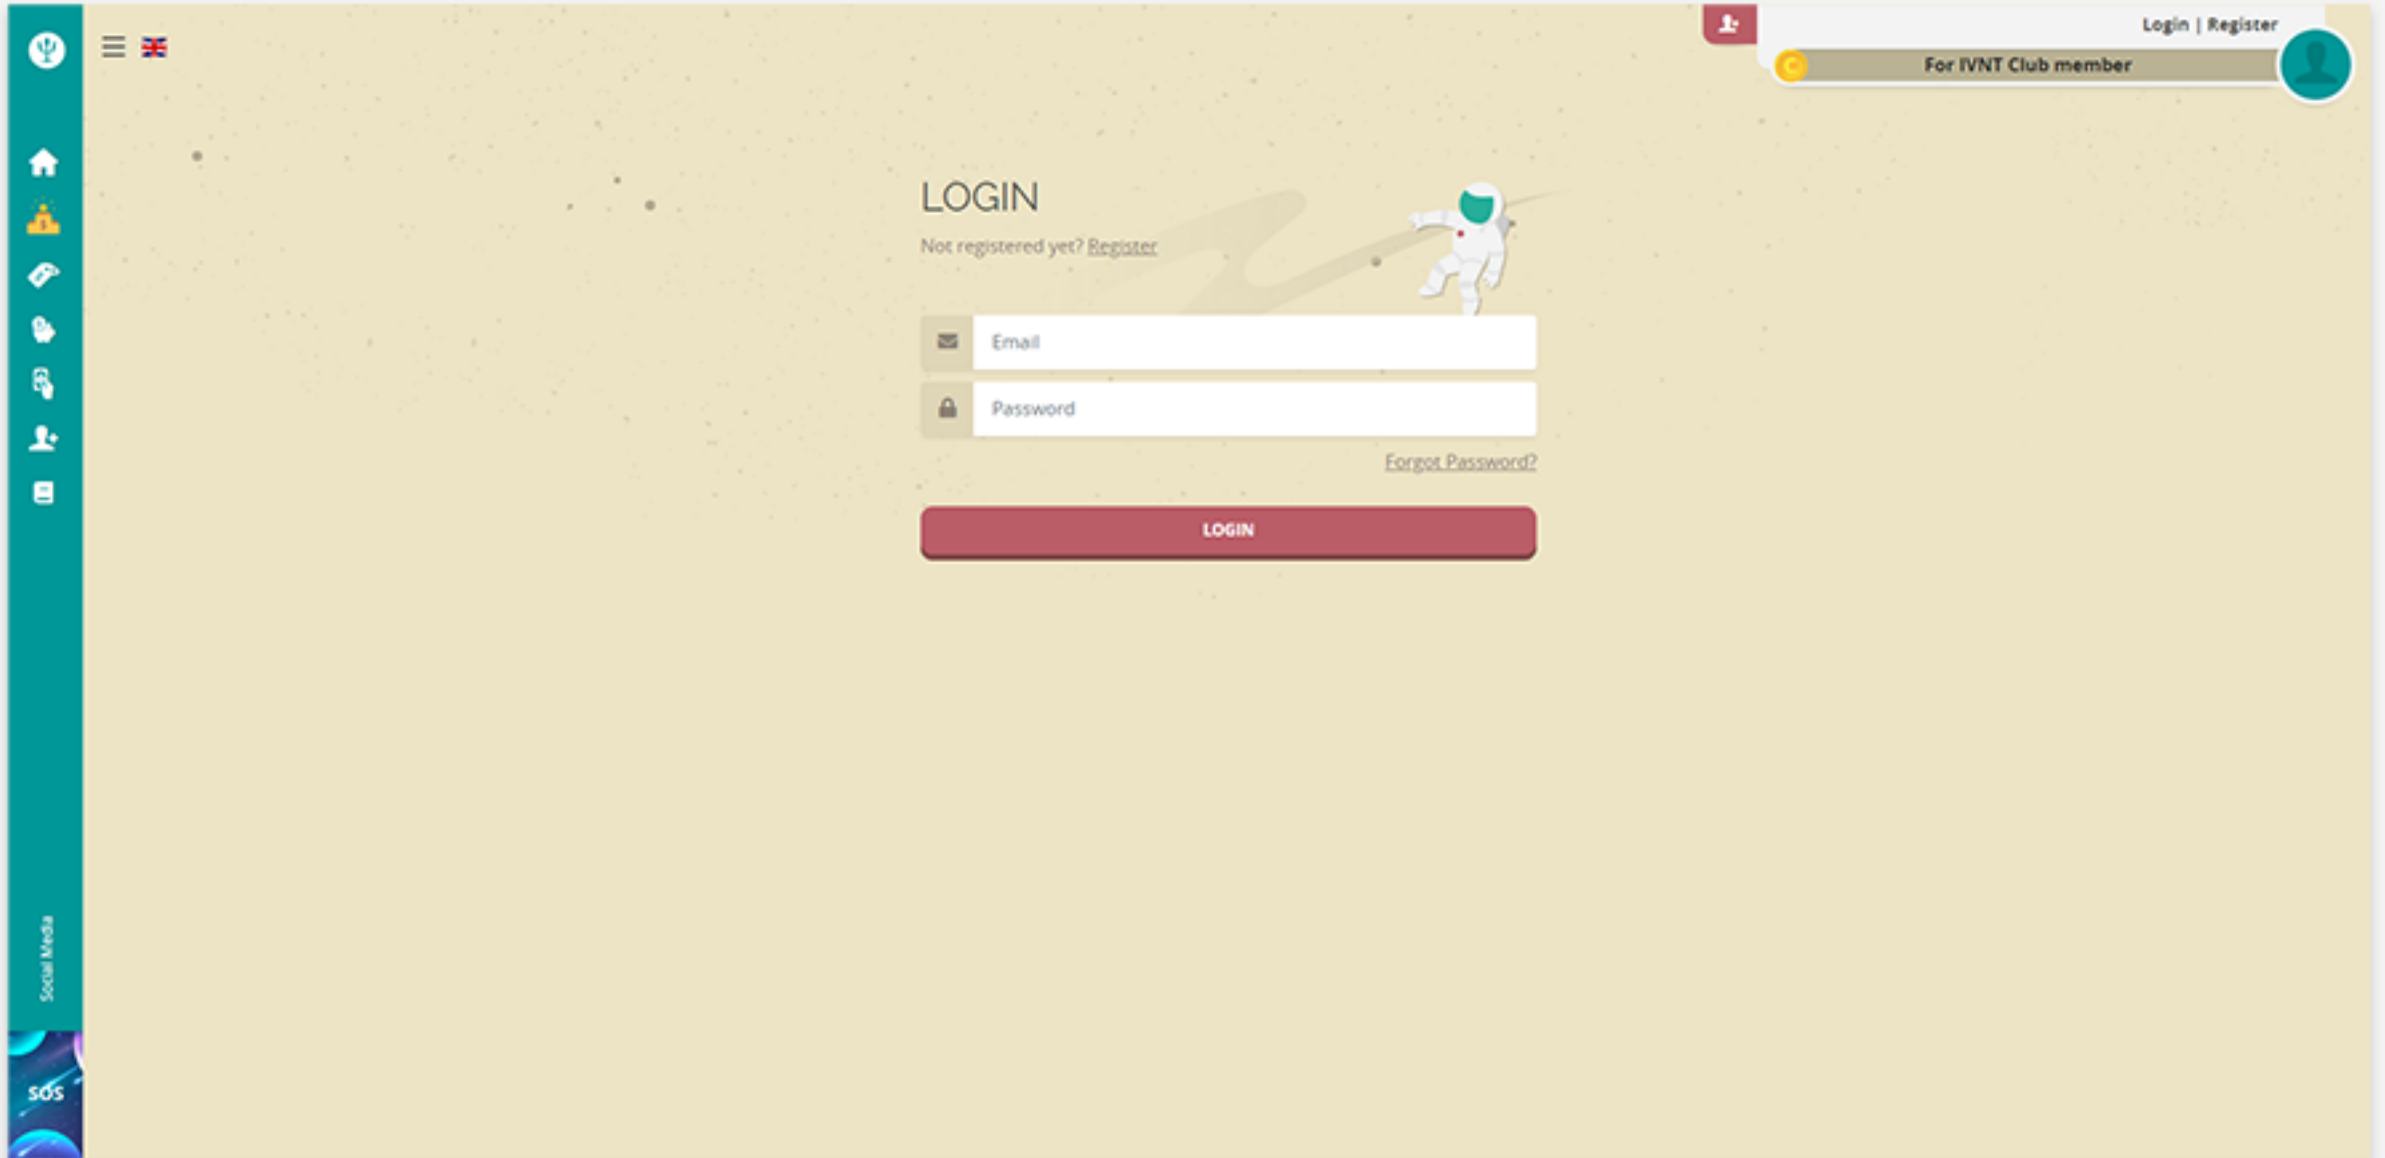 Login | Register
For IVNT Club member
LOGIN
Not registered yet? Register
Email
Password
Forgot Password?
LOGIN
Social Media
SOS